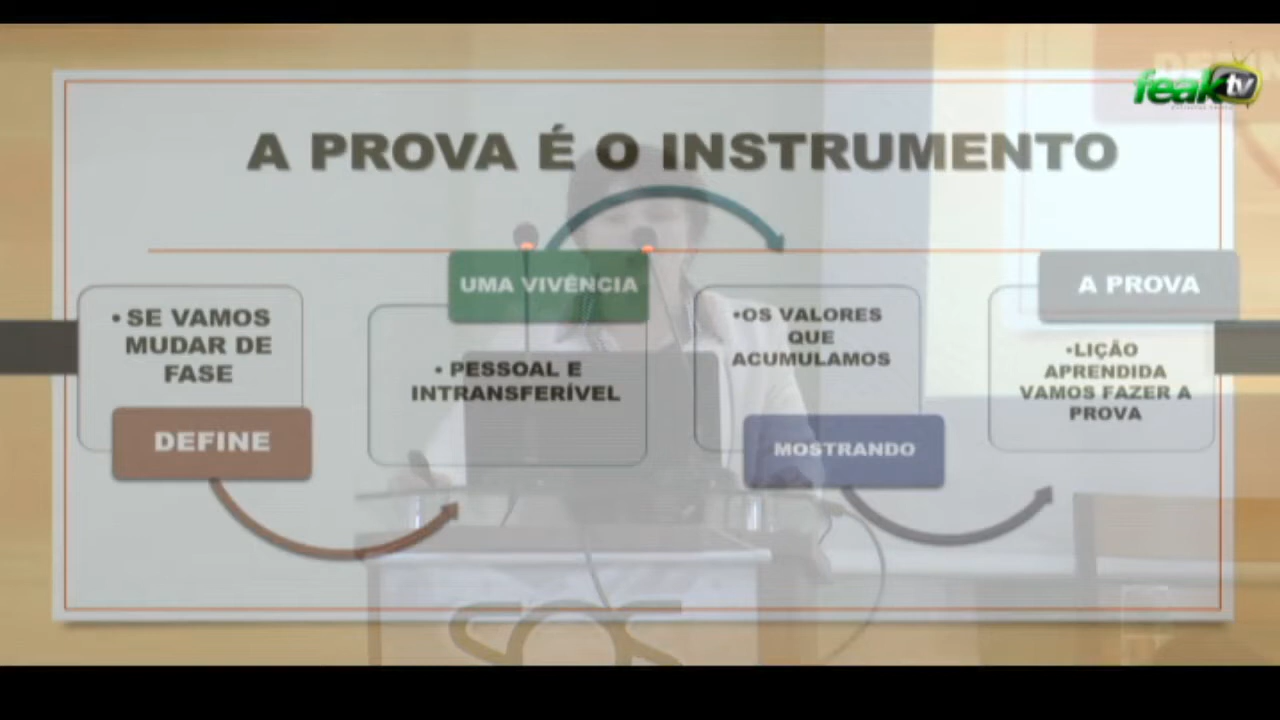 feak tv
A PROVA É O INSTRUMENTO
• SE VAMOS
MUDAR DE
FASE
DEFINE
UMA VIVÊNCIA
• PESSOAL E
INTRANSFERÍVEL
•OS VALORES
QUE
ACUMULAMOS
MOSTRANDO
A PROVA
•LIÇÃO
APRENDIDA
VAMOS FAZER A
PROVA
SOS